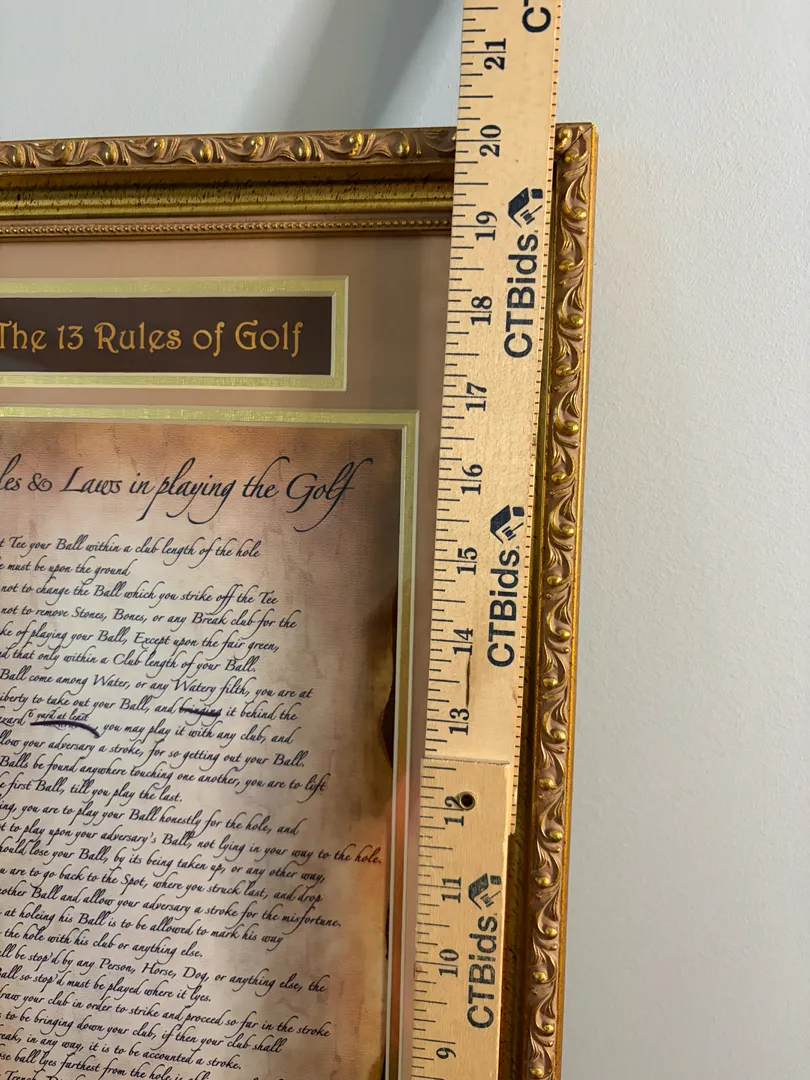 The 13 Rules of Golf
les & Laws in playing the Golf
t Tee your Ball within a club length of the hole
e must be upon the ground
not to change the Ball which you strike off the Tee
not to remove Stones, Bones, or any Break club for the
ke of playing your Ball, Except upon the fair green,
d that only within a Club length of your Ball.
Ball come among Water, or any Watery filth, you are at
iberty to take out your Ball, and bringing it behind the
zard, 6 yard at least you may play it with any club, and
llow your adversary a stroke, for so getting out your Ball.
Balls be found anywhere touching one another, you are to lift
e first Ball, till you play the last.
ing, you are to play your Ball honestly for the hole, and
t to play upon your adversary's Ball, not lying in your way to the hole.
hould lose your Ball, by its being taken up, or any other way,
u are to go back to the Spot, where you struck last, and drop
nother Ball and allow your adversary a stroke for the misfortune.
at holeing his Ball is to be allowed to mark his way
the hole with his club or anything else.
ll be stop'd by any Person, Horse, Dog, or anything else, the
all so stop'd must be played where it lyes.
raw your club in order to strike and proceed so far in the stroke
s to be bringing down your club, if then your club shall
reak, in any way, it is to be accounted a stroke.
ose ball lyes farthest from the hole is
21
20
19
18
17
16
15
14
13
12
11
10
9
CT
CTBids
CTBids
CTBids